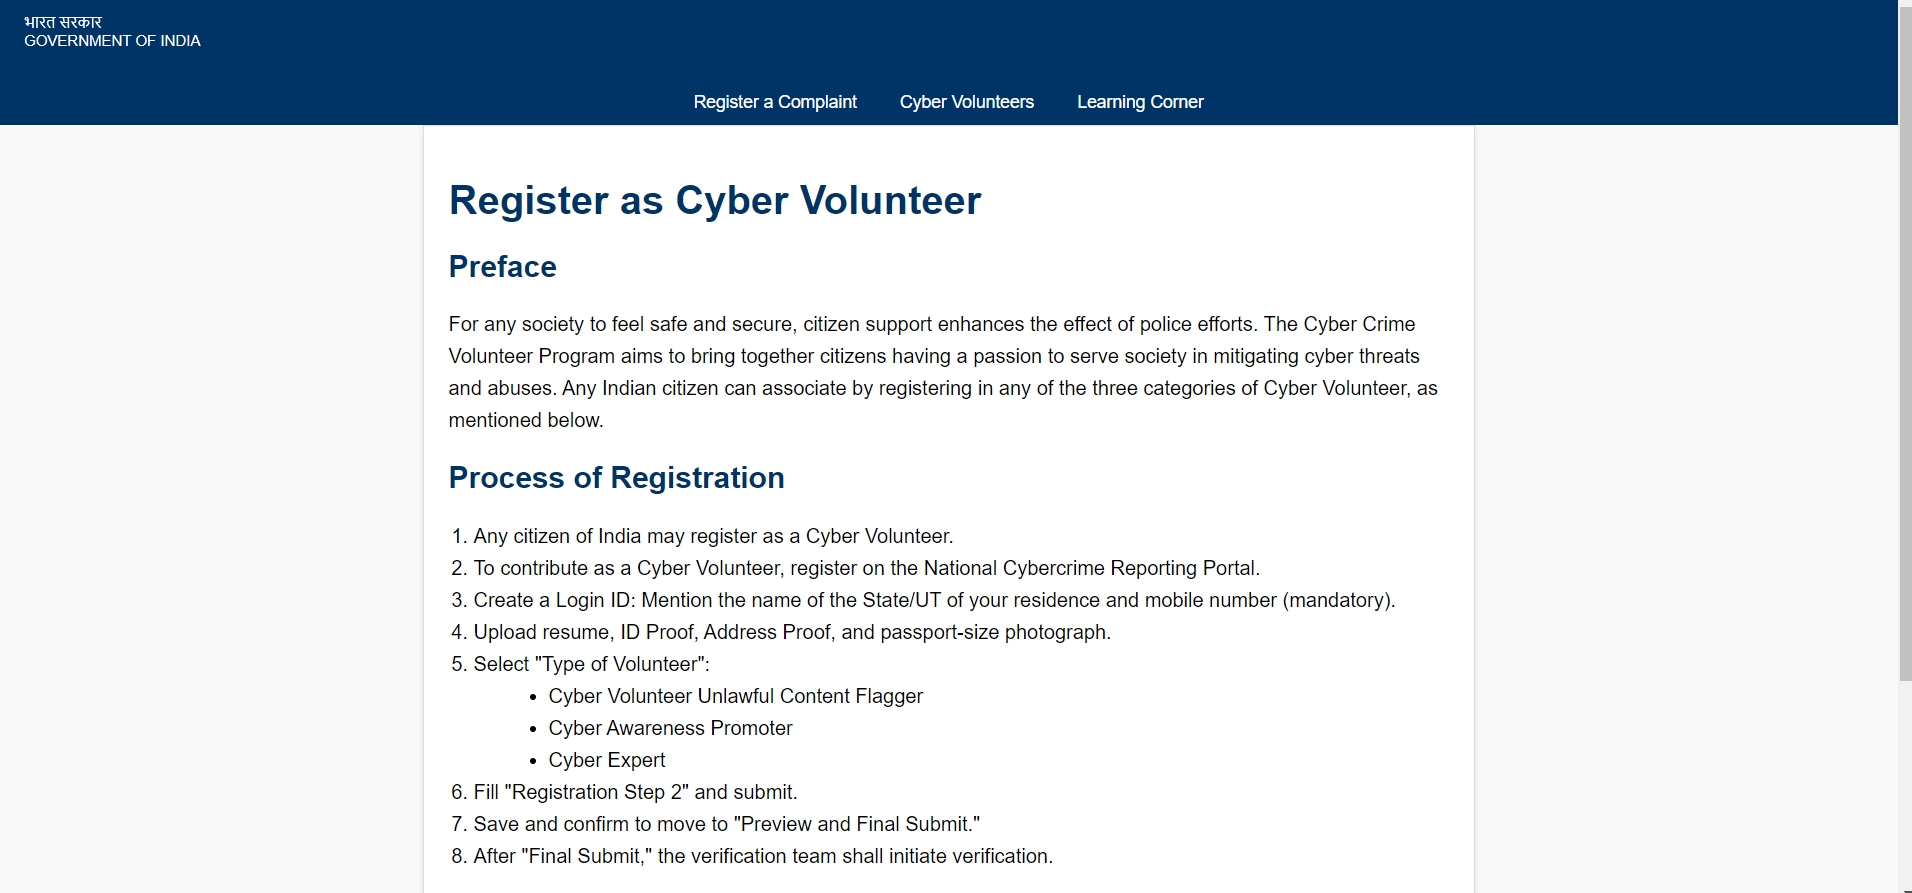 भारत सरकार
GOVERNMENT OF INDIA
Register a Complaint Cyber Volunteers Learning Corner
Register as Cyber Volunteer
Preface
For any society to feel safe and secure, citizen support enhances the effect of police efforts. The Cyber Crime
Volunteer Program aims to bring together citizens having a passion to serve society in mitigating cyber threats
and abuses. Any Indian citizen can associate by registering in any of the three categories of Cyber Volunteer, as
mentioned below.
Process of Registration
1. Any citizen of India may register as a Cyber Volunteer.
2. To contribute as a Cyber Volunteer, register on the National Cybercrime Reporting Portal.
3. Create a Login ID: Mention the name of the State/UT of your residence and mobile number (mandatory).
4. Upload resume, ID Proof, Address Proof, and passport-size photograph.
5. Select "Type of Volunteer":
• Cyber Volunteer Unlawful Content Flagger
• Cyber Awareness Promoter
• Cyber Expert
6. Fill "Registration Step 2" and submit.
7. Save and confirm to move to "Preview and Final Submit."
8. After "Final Submit," the verification team shall initiate verification.